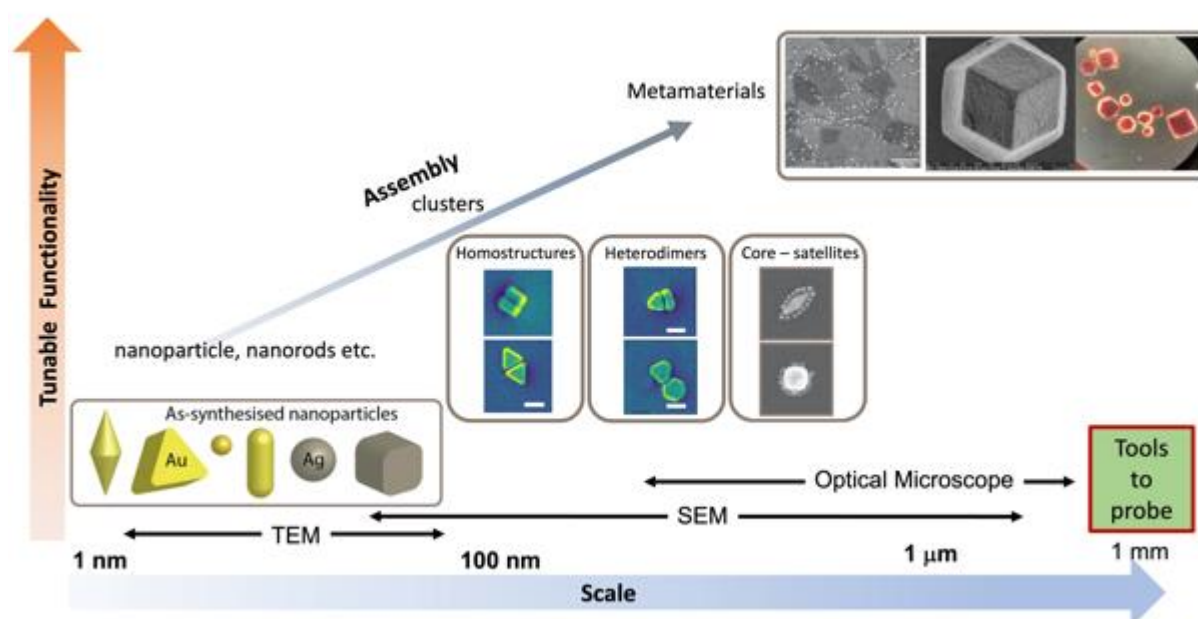 Tunable Functionality
Metamaterials
Assembly
clusters
nanoparticle, nanorods etc.
Homostructures
Heterodimers
Core – satellites
As-synthesised nanoparticles
Au
Ag
Optical Microscope
SEM
TEM
Tools
to
probe
1 nm
100 nm
1 μm
1 mm
Scale